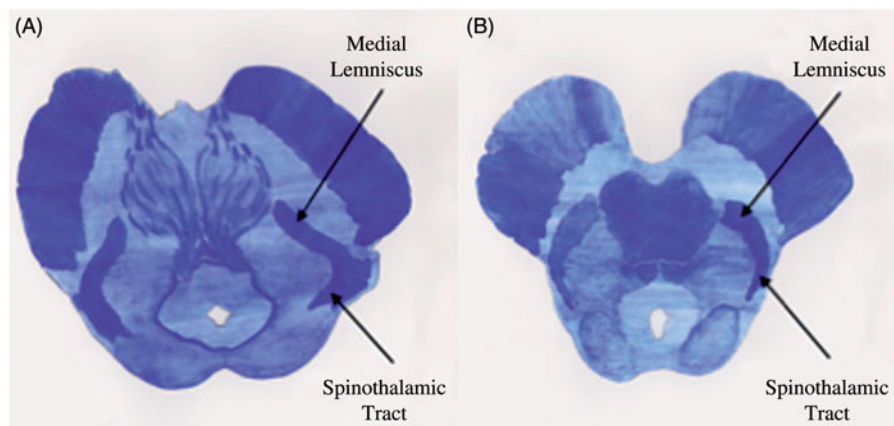 (A)
Medial
Lemniscus
Spinothalamic
Tract
(B)
Medial
Lemniscus
Spinothalamic
Tract